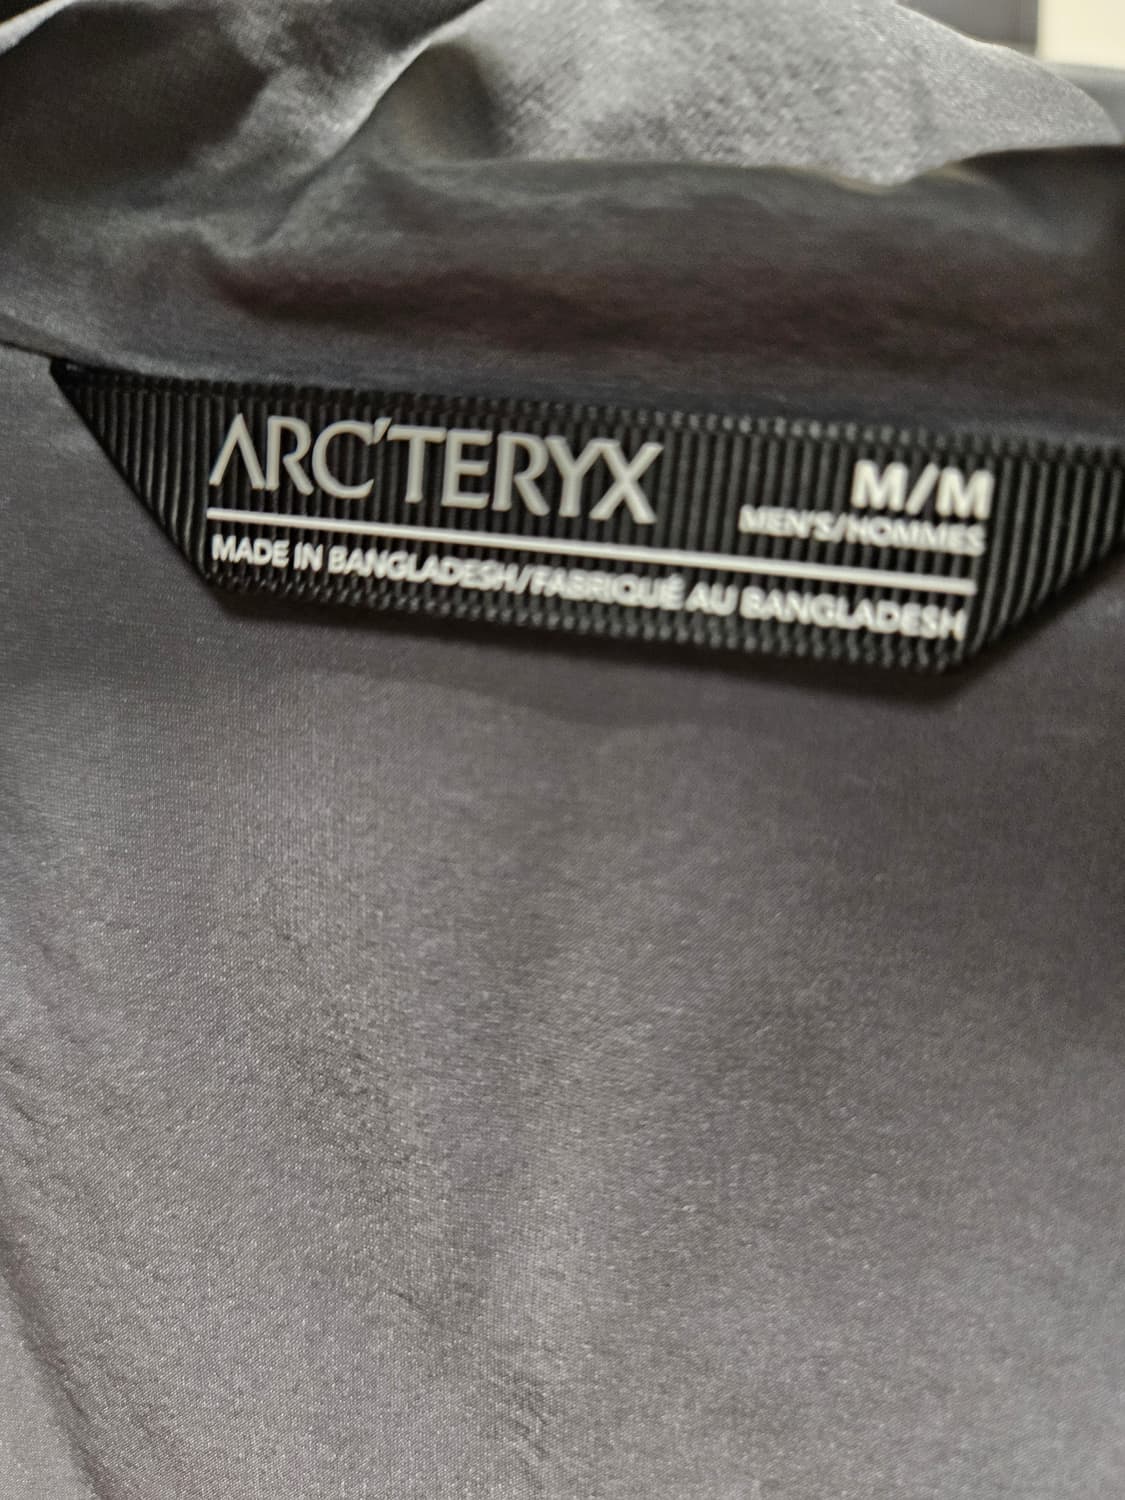 ARC'TERYX
M/M
MEN'S/HOMMES
MADE IN BANGLADESH/FABRIQUÉ AU BANGLADESH